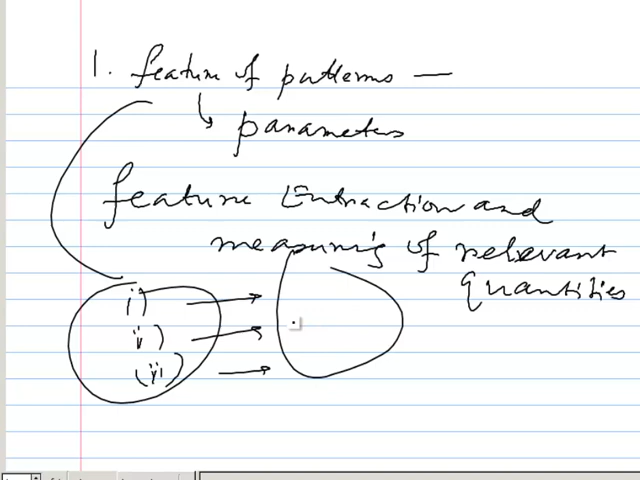 1. feature of patterns —
parameters
feature Extraction and
measuring of relevant
quantities
i)
ii)
iii)